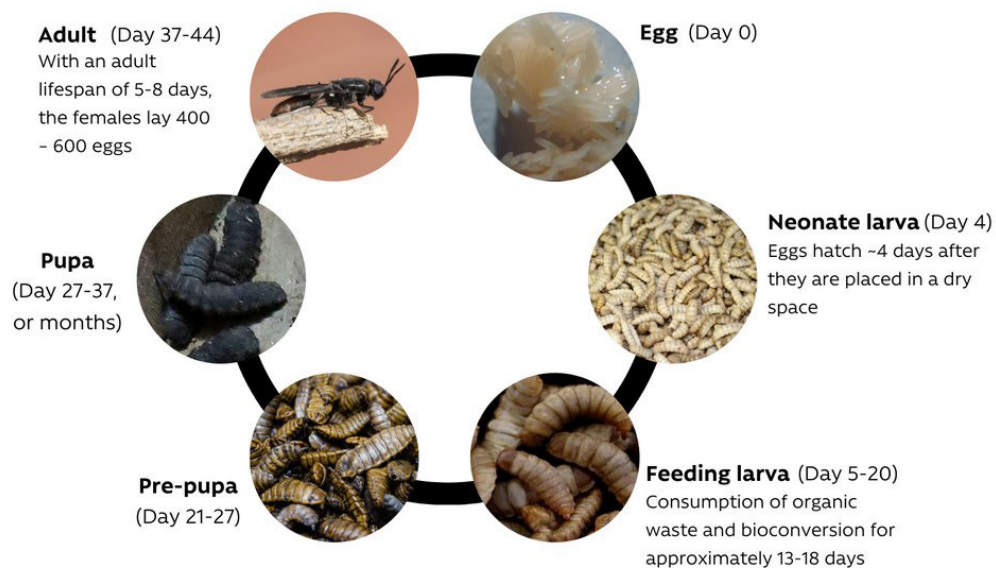 Adult (Day 37-44)
With an adult
lifespan of 5-8 days,
the females lay 400
– 600 eggs
Egg (Day 0)
Neonate larva (Day 4)
Eggs hatch ~4 days after
they are placed in a dry
space
Feeding larva (Day 5-20)
Consumption of organic
waste and bioconversion for
approximately 13-18 days
Pre-pupa
(Day 21-27)
Pupa
(Day 27-37,
or months)